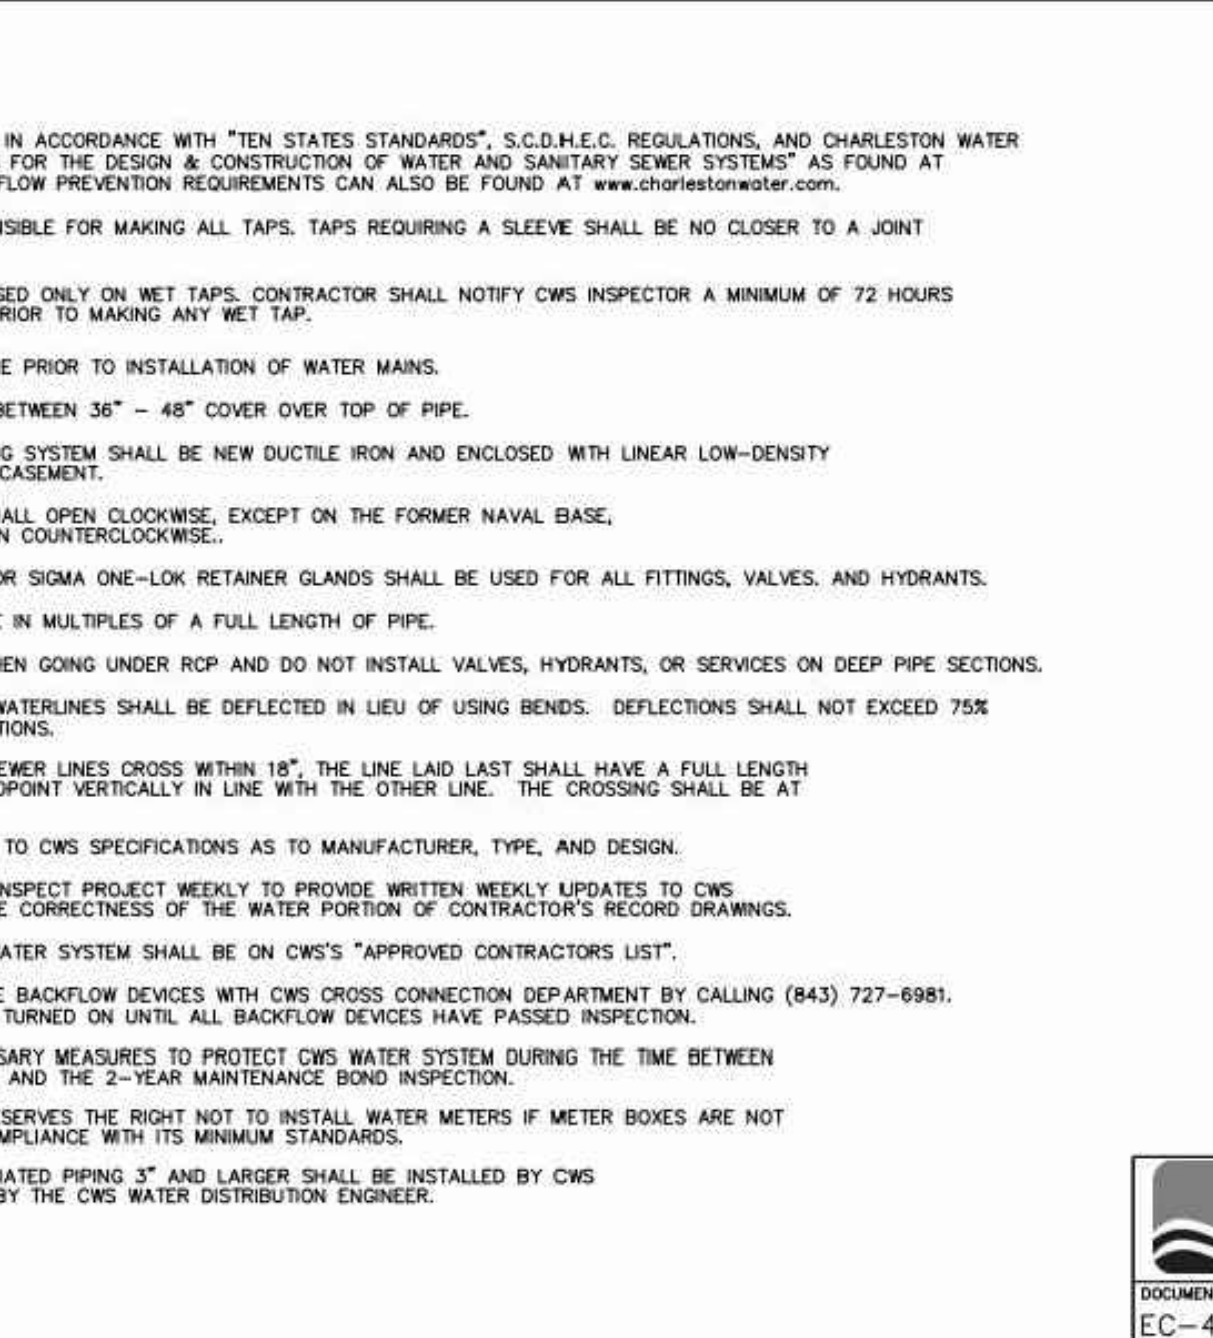 IN ACCORDANCE WITH "TEN STATES STANDARDS", S.C.D.H.E.C. REGULATIONS, AND CHARLESTON WATER
FOR THE DESIGN & CONSTRUCTION OF WATER AND SANITARY SEWER SYSTEMS" AS FOUND AT
FLOW PREVENTION REQUIREMENTS CAN ALSO BE FOUND AT www.charlestonwater.com.
NSIBLE FOR MAKING ALL TAPS. TAPS REQUIRING A SLEEVE SHALL BE NO CLOSER TO A JOINT
SED ONLY ON WET TAPS. CONTRACTOR SHALL NOTIFY CWS INSPECTOR A MINIMUM OF 72 HOURS
RIOR TO MAKING ANY WET TAP.
E PRIOR TO INSTALLATION OF WATER MAINS.
BETWEEN 36" - 48" COVER OVER TOP OF PIPE.
G SYSTEM SHALL BE NEW DUCTILE IRON AND ENCLOSED WITH LINEAR LOW-DENSITY
CASEMENT.
ALL OPEN CLOCKWISE, EXCEPT ON THE FORMER NAVAL BASE,
N COUNTERCLOCKWISE..
OR SIGMA ONE-LOK RETAINER GLANDS SHALL BE USED FOR ALL FITTINGS, VALVES. AND HYDRANTS.
E IN MULTIPLES OF A FULL LENGTH OF PIPE.
HEN GOING UNDER RCP AND DO NOT INSTALL VALVES, HYDRANTS, OR SERVICES ON DEEP PIPE SECTIONS.
WATERLINES SHALL BE DEFLECTED IN LIEU OF USING BENDS. DEFLECTIONS SHALL NOT EXCEED 75%
TIONS.
EWER LINES CROSS WITHIN 18", THE LINE LAID LAST SHALL HAVE A FULL LENGTH
DPOINT VERTICALLY IN LINE WITH THE OTHER LINE. THE CROSSING SHALL BE AT
TO CWS SPECIFICATIONS AS TO MANUFACTURER, TYPE, AND DESIGN.
NSPECT PROJECT WEEKLY TO PROVIDE WRITTEN WEEKLY UPDATES TO CWS
E CORRECTNESS OF THE WATER PORTION OF CONTRACTOR'S RECORD DRAWINGS.
ATER SYSTEM SHALL BE ON CWS'S "APPROVED CONTRACTORS LIST".
E BACKFLOW DEVICES WITH CWS CROSS CONNECTION DEPARTMENT BY CALLING (843) 727-6981.
TURNED ON UNTIL ALL BACKFLOW DEVICES HAVE PASSED INSPECTION.
SARY MEASURES TO PROTECT CWS WATER SYSTEM DURING THE TIME BETWEEN
AND THE 2-YEAR MAINTENANCE BOND INSPECTION.
SERVES THE RIGHT NOT TO INSTALL WATER METERS IF METER BOXES ARE NOT
MPLIANCE WITH ITS MINIMUM STANDARDS.
IATED PIPING 3" AND LARGER SHALL BE INSTALLED BY CWS
BY THE CWS WATER DISTRIBUTION ENGINEER.
DOCUMEN
EC-4